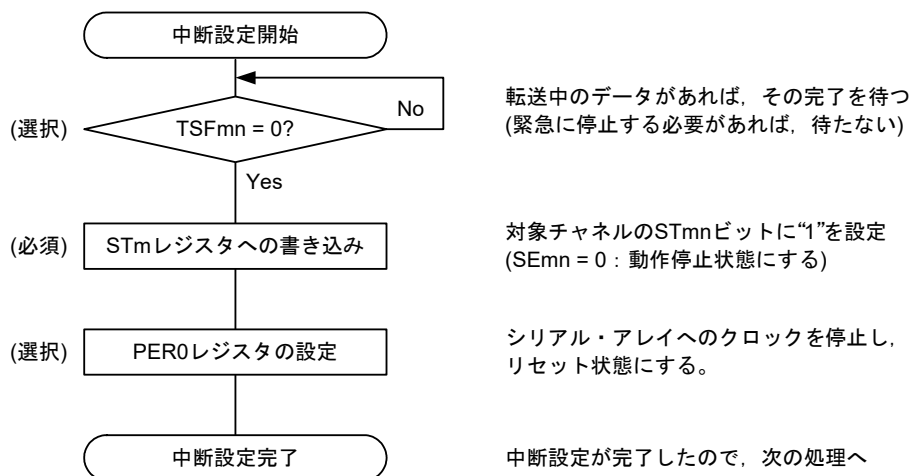 中断設定開始
No
転送中のデータがあれば，その完了を待つ
(選択)
TSFmn = 0?
(緊急に停止する必要があれば，待たない)
Yes
(必須)
STmレジスタへの書き込み
対象チャネルのSTmnビットに“1”を設定
(SEmn = 0：動作停止状態にする)
(選択)
PER0レジスタの設定
シリアル・アレイへのクロックを停止し，
リセット状態にする。
中断設定完了
中断設定が完了したので，次の処理へ